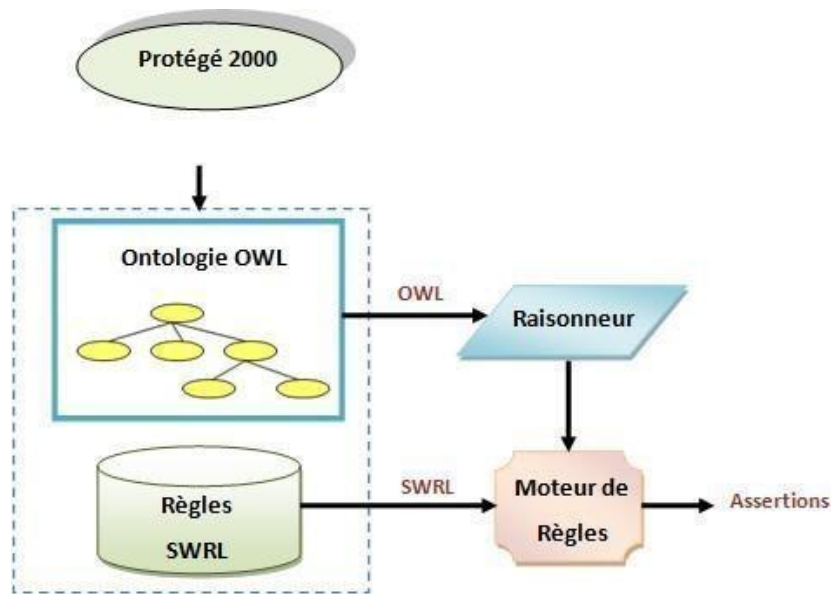 Protégé 2000
Ontologie OWL
OWL
Raisonneur
Règles
SWRL
SWRL
Moteur de
Règles
Assertions